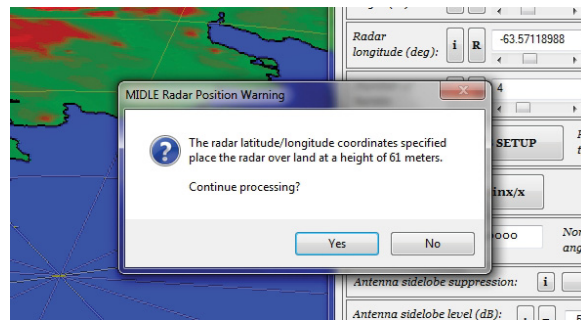 Radar
longitude (deg):
i
R
-63.57118988
MIDLE Radar Position Warning
4
The radar latitude/longitude coordinates specified
place the radar over land at a height of 61 meters.
SETUP
Continue processing?
inx/x
Yes
No
Antenna sidelobe suppression:
i
Antenna sidelobe level (dB):